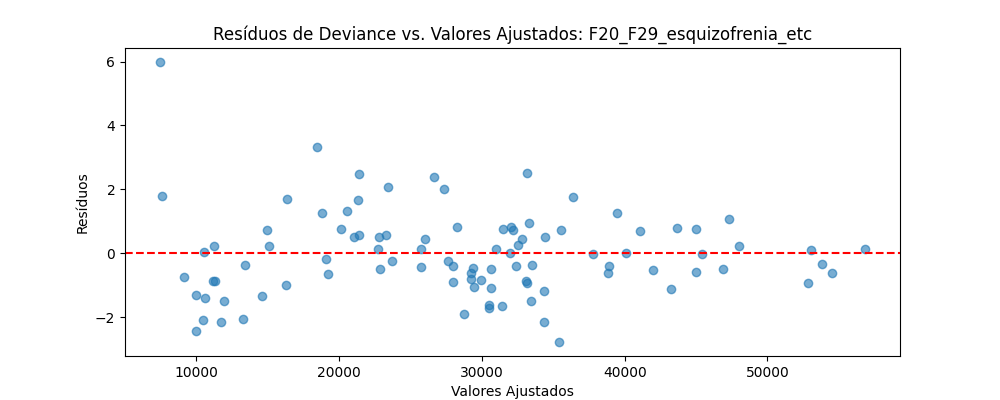 Resíduos de Deviance vs. Valores Ajustados: F20_F29_esquizofrenia_etc
6
4
2
0
−2
Resíduos
10000 20000 30000 40000 50000
Valores Ajustados